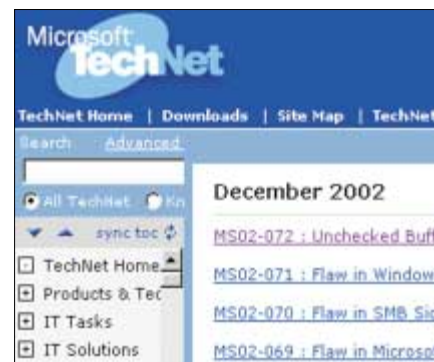 Microsoft
TechNet
TechNet Home | Downloads | Site Map | TechNet
Search Advanced
All TechNet Kn
sync toc
December 2002
MS02-072 : Unchecked Buff
MS02-071 : Flaw in Window
MS02-070 : Flaw in SMB Sig
MS02-069 : Flaw in Microsof
TechNet Home
Products & Tec
IT Tasks
IT Solutions